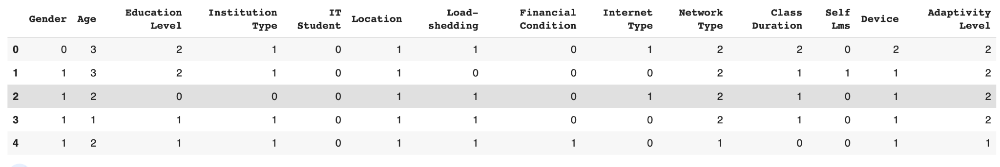 Gender Age Education Level Institution Type IT Student Location Load-shedding Financial Condition Internet Type Network Type Class Duration Self Lms Device Adaptivity Level
0 0 3 2 1 0 1 1 0 1 2 2 0 2 2
1 1 3 2 1 0 1 0 0 0 2 1 1 1 2
2 1 2 0 0 0 1 1 0 1 2 1 0 1 2
3 1 1 1 1 0 1 1 0 0 2 1 0 1 2
4 1 2 1 1 0 1 1 1 0 1 0 0 1 1